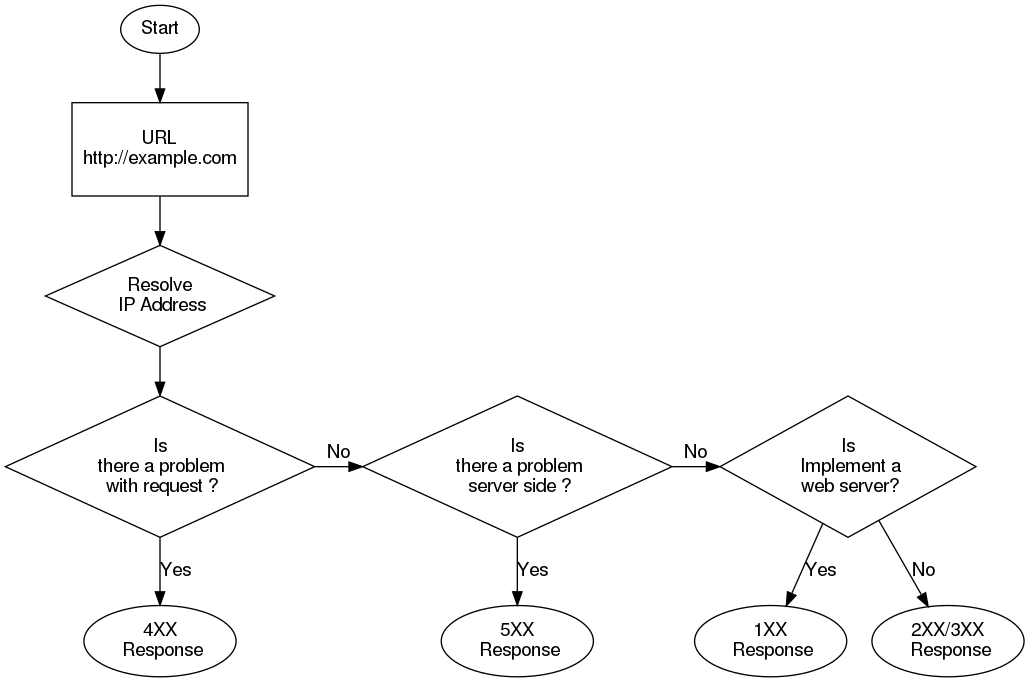 Start
URL
http://example.com
Resolve
IP Address
Is
there a problem
with request ?
No
Is
there a problem
server side ?
No
Is
Implement a
web server?
Yes
Yes
Yes
No
4XX
Response
5XX
Response
1XX
Response
2XX/3XX
Response